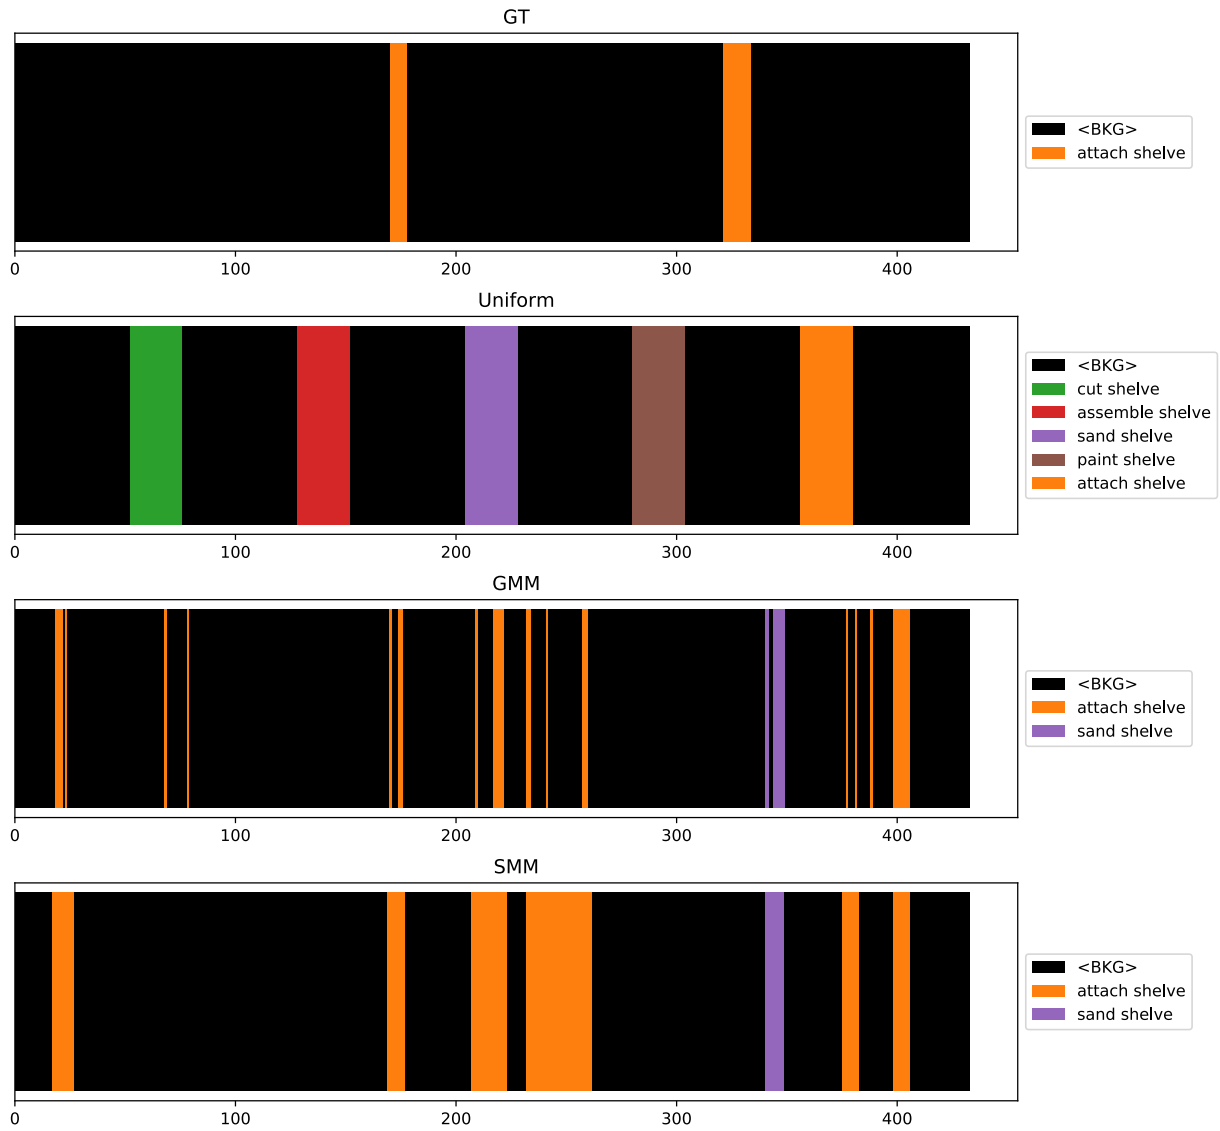 GT
<BKG>
attach shelve
0 100 200 300 400
Uniform
<BKG>
cut shelve
assemble shelve
sand shelve
paint shelve
attach shelve
0 100 200 300 400
GMM
<BKG>
attach shelve
sand shelve
0 100 200 300 400
SMM
<BKG>
attach shelve
sand shelve
0 100 200 300 400